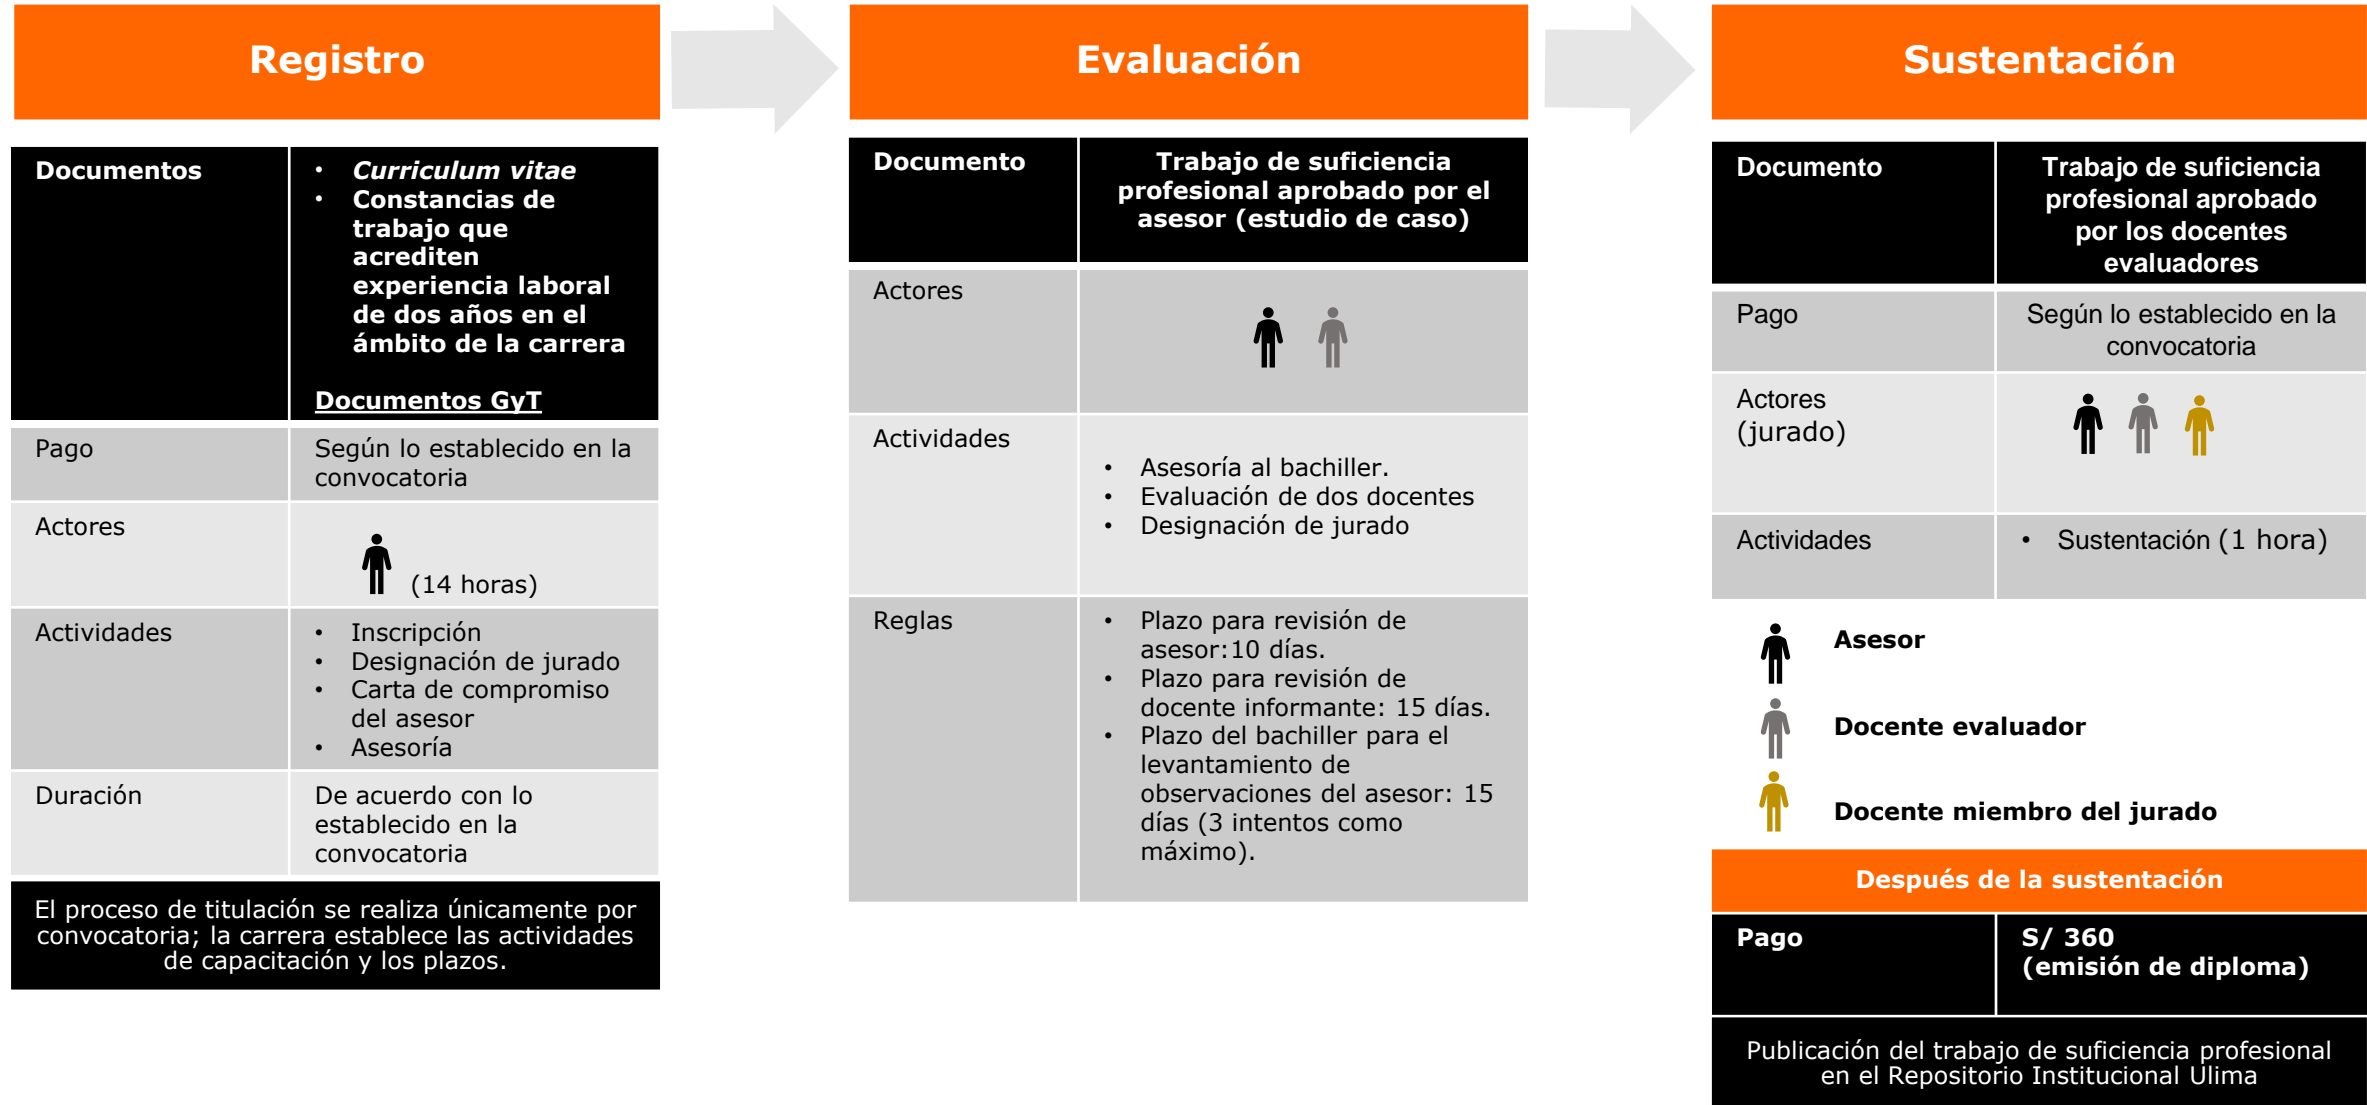 Registro
Documentos
• Curriculum vitae
• Constancias de
trabajo que
acrediten
experiencia laboral
de dos años en el
ámbito de la carrera
Documentos GyT
Pago
Según lo establecido en la
convocatoria
Actores
(14 horas)
Actividades
• Inscripción
• Designación de jurado
• Carta de compromiso
del asesor
• Asesoría
Duración
De acuerdo con lo
establecido en la
convocatoria
El proceso de titulación se realiza únicamente por
convocatoria; la carrera establece las actividades
de capacitación y los plazos.
Evaluación
Documento
Trabajo de suficiencia
profesional aprobado por el
asesor (estudio de caso)
Actores
Actividades
• Asesoría al bachiller.
• Evaluación de dos docentes
• Designación de jurado
Reglas
• Plazo para revisión de
asesor:10 días.
• Plazo para revisión de
docente informante: 15 días.
• Plazo del bachiller para el
levantamiento de
observaciones del asesor: 15
días (3 intentos como
máximo).
Sustentación
Documento
Trabajo de suficiencia
profesional aprobado
por los docentes
evaluadores
Pago
Según lo establecido en la
convocatoria
Actores
(jurado)
Actividades
• Sustentación (1 hora)
Asesor
Docente evaluador
Docente miembro del jurado
Después de la sustentación
Pago
S/ 360
(emisión de diploma)
Publicación del trabajo de suficiencia profesional
en el Repositorio Institucional Ulima